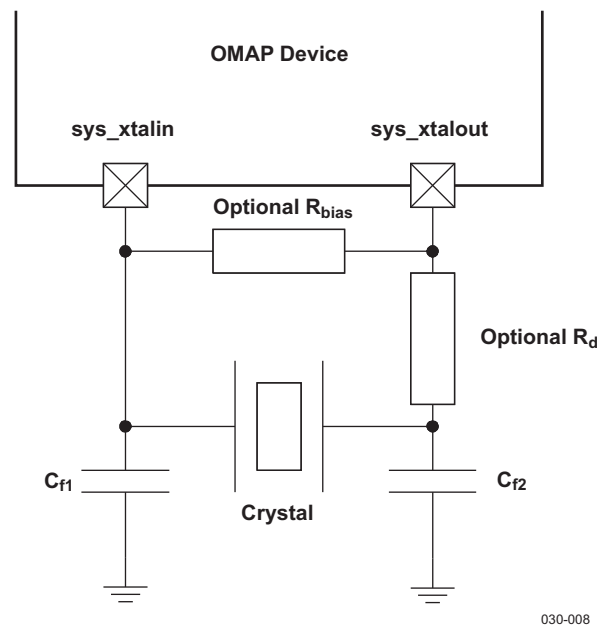 OMAP Device
sys_xtalin
sys_xtalout
Optional Rbias
Optional Rd
Cf1
Cf2
Crystal
030-008